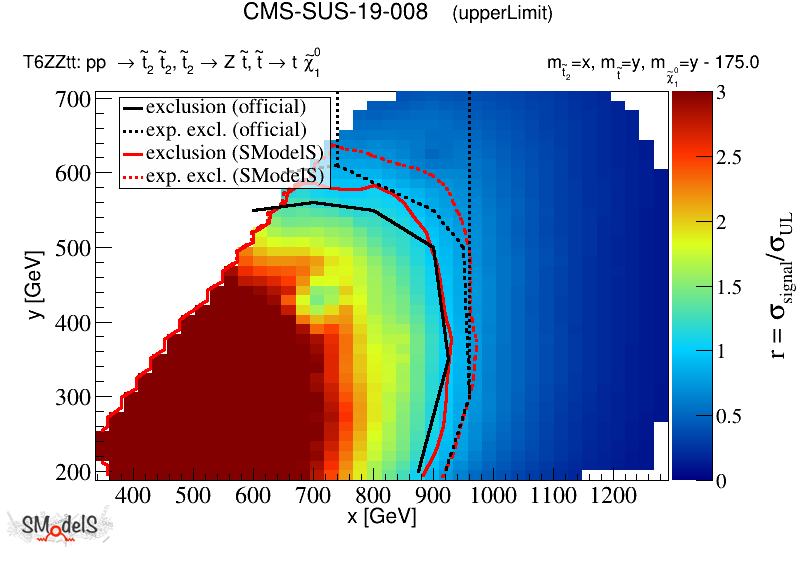 CMS-SUS-19-008 (upperLimit)
T6ZZtt: pp → t̃₂ t̃₂, t̃₂ → Z t̃, t̃ → t χ̃₁⁰
m_t̃₂=x, m_t̃=y, m_χ̃₁⁰=y - 175.0
exclusion (official)
exp. excl. (official)
exclusion (SModelS)
exp. excl. (SModelS)
700
600
500
400
300
200
y [GeV]
400 500 600 700 800 900 1000 1100 1200
x [GeV]
3
2.5
2
1.5
1
0.5
0
r = σ_signal/σ_UL
SModelS